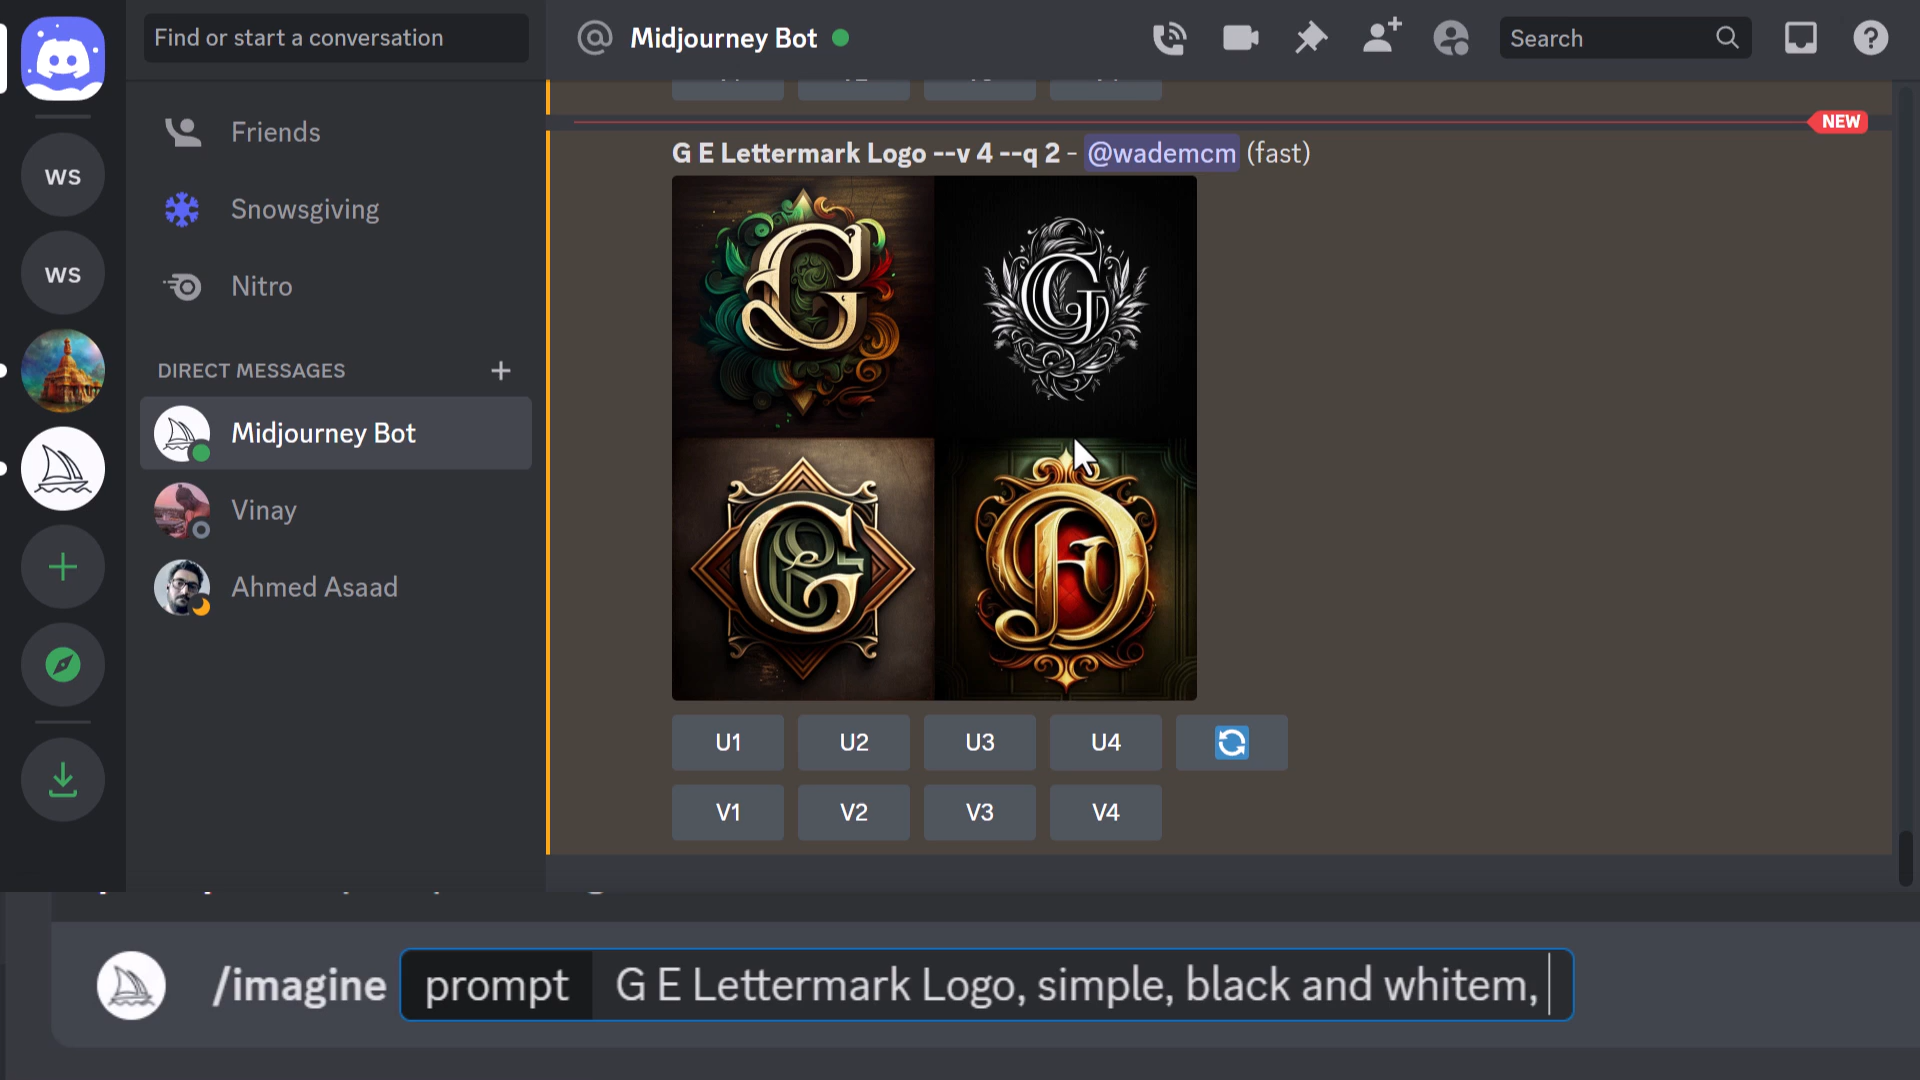 Find or start a conversation
Midjourney Bot
Search
WS
WS
Friends
Snowsgiving
Nitro
DIRECT MESSAGES
Midjourney Bot
Vinay
Ahmed Asaad
NEW
G E Lettermark Logo --v 4 --q 2 - @wademcm (fast)
U1 U2 U3 U4
V1 V2 V3 V4
/imagine prompt G E Lettermark Logo, simple, black and whitem,